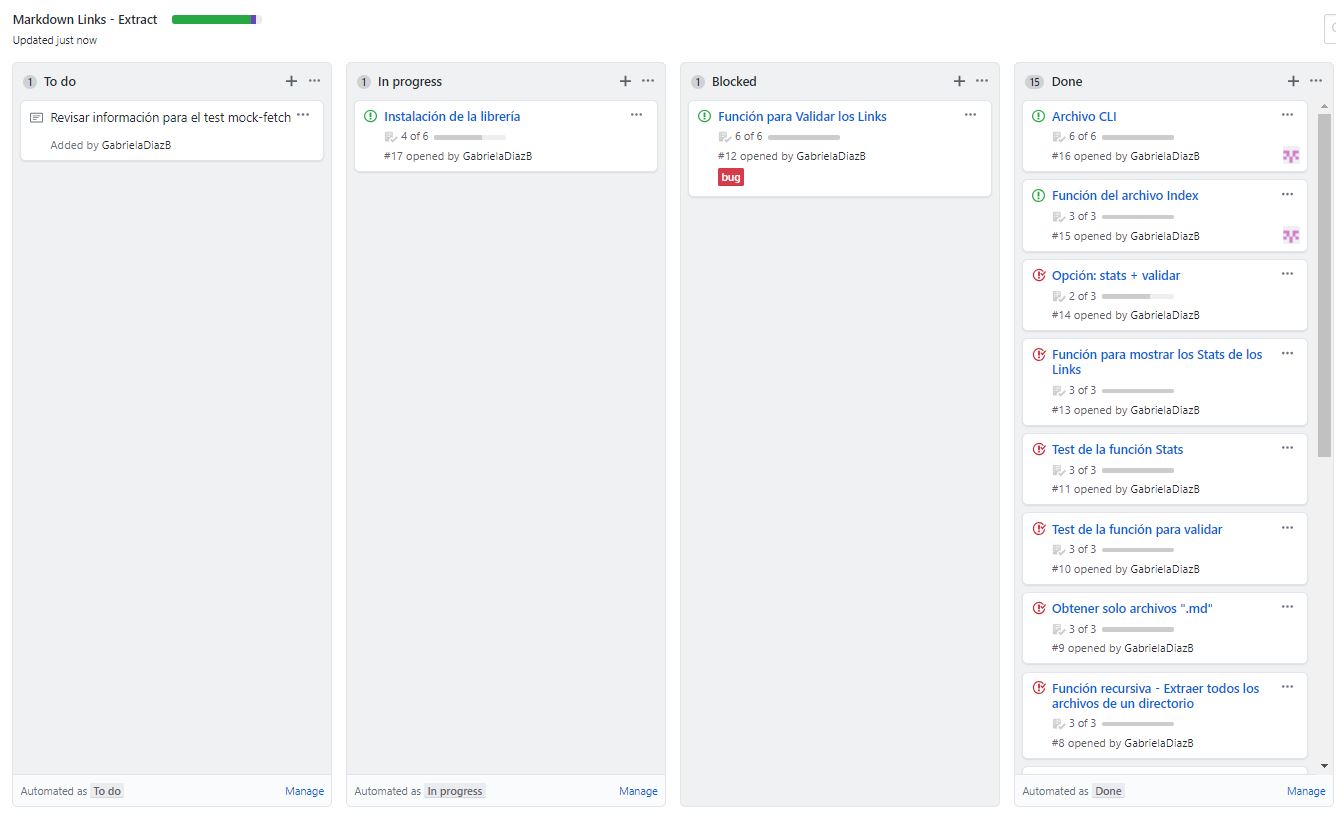 Markdown Links - Extract
Updated just now
1 To do
Revisar información para el test mock-fetch
Added by GabrielaDiazB
Automated as To do Manage
1 In progress
Instalación de la librería
4 of 6
#17 opened by GabrielaDiazB
Automated as In progress Manage
1 Blocked
Función para Validar los Links
6 of 6
#12 opened by GabrielaDiazB
bug
15 Done
Archivo CLI
6 of 6
#16 opened by GabrielaDiazB
Función del archivo Index
3 of 3
#15 opened by GabrielaDiazB
Opción: stats + validar
2 of 3
#14 opened by GabrielaDiazB
Función para mostrar los Stats de los
Links
3 of 3
#13 opened by GabrielaDiazB
Test de la función Stats
3 of 3
#11 opened by GabrielaDiazB
Test de la función para validar
3 of 3
#10 opened by GabrielaDiazB
Obtener solo archivos ".md"
3 of 3
#9 opened by GabrielaDiazB
Función recursiva - Extraer todos los
archivos de un directorio
3 of 3
#8 opened by GabrielaDiazB
Automated as Done Manage